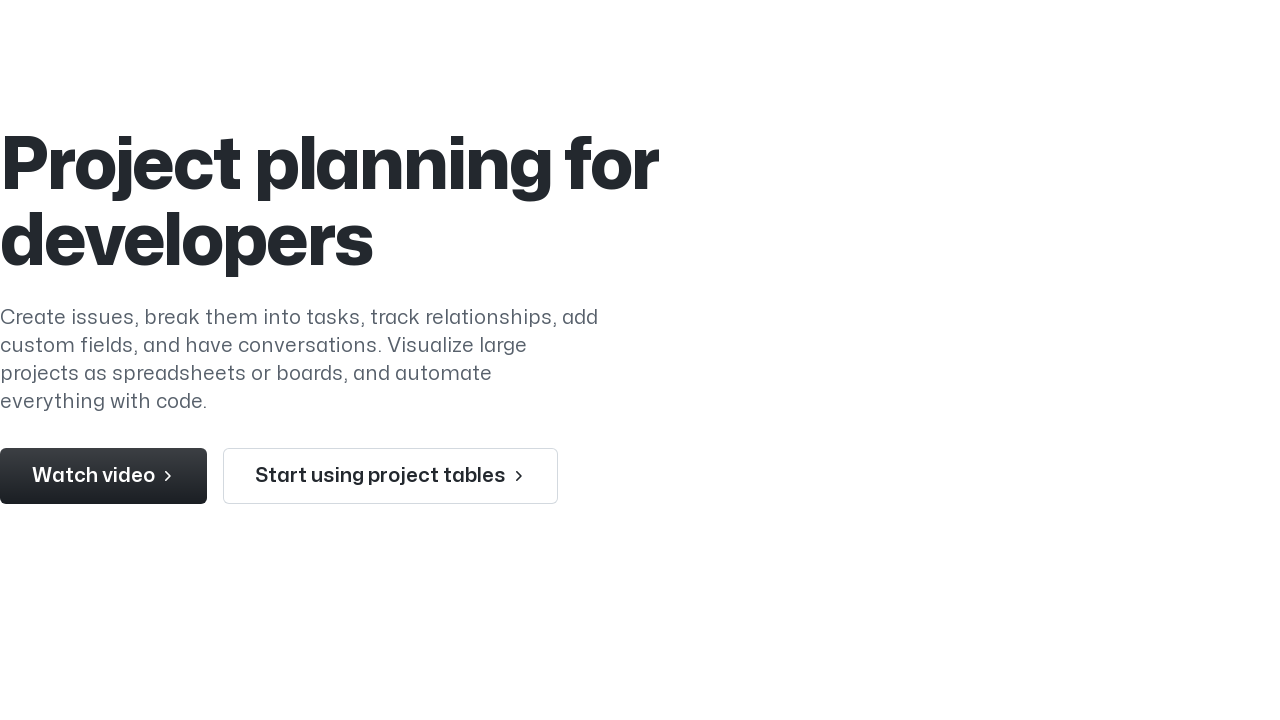 Project planning for
developers
Create issues, break them into tasks, track relationships, add
custom fields, and have conversations. Visualize large
projects as spreadsheets or boards, and automate
everything with code.
Watch video
Start using project tables